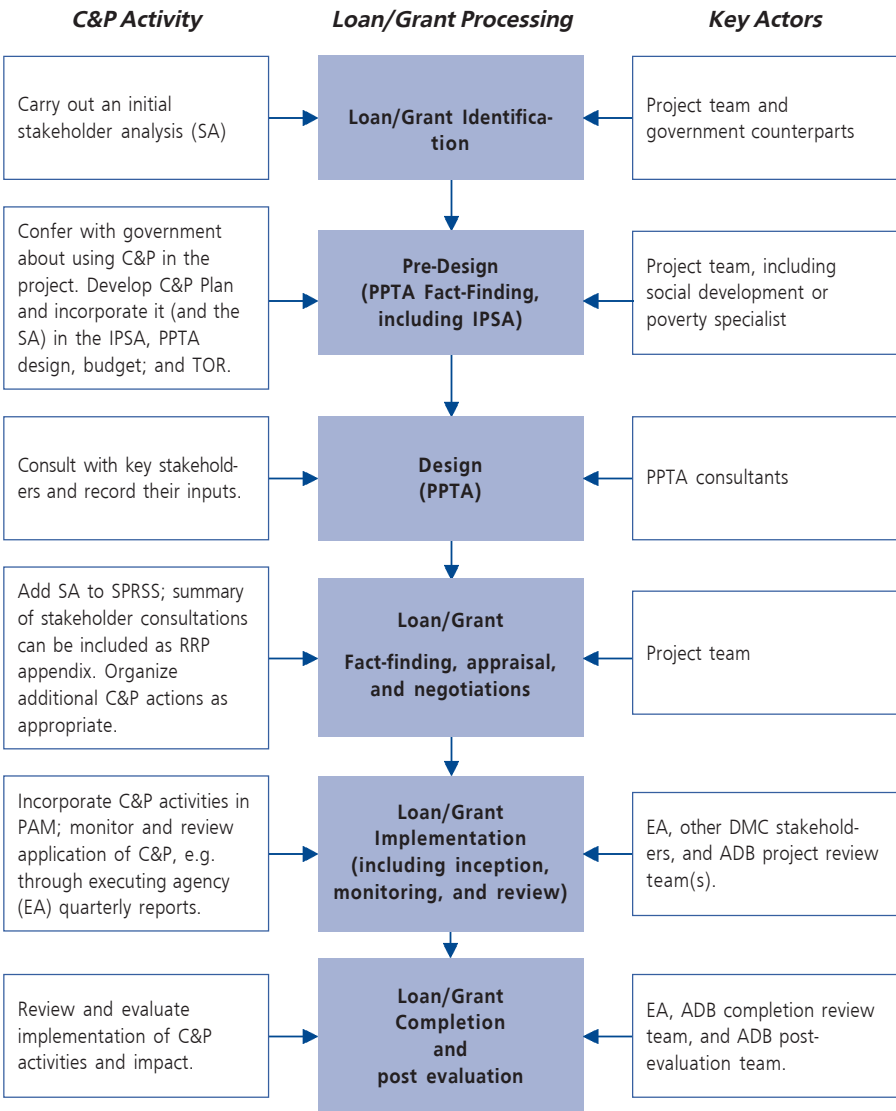 C&P Activity
Loan/Grant Processing
Key Actors
Carry out an initial
stakeholder analysis (SA)
Loan/Grant Identifica-
tion
Project team and
government counterparts
Confer with government
about using C&P in the
project. Develop C&P Plan
and incorporate it (and the
SA) in the IPSA, PPTA
design, budget; and TOR.
Pre-Design
(PPTA Fact-Finding,
including IPSA)
Project team, including
social development or
poverty specialist
Consult with key stakehold-
ers and record their inputs.
Design
(PPTA)
PPTA consultants
Add SA to SPRSS; summary
of stakeholder consultations
can be included as RRP
appendix. Organize
additional C&P actions as
appropriate.
Loan/Grant
Fact-finding, appraisal,
and negotiations
Project team
Incorporate C&P activities in
PAM; monitor and review
application of C&P, e.g.
through executing agency
(EA) quarterly reports.
Loan/Grant
Implementation
(including inception,
monitoring, and review)
EA, other DMC stakehold-
ers, and ADB project review
team(s).
Review and evaluate
implementation of C&P
activities and impact.
Loan/Grant
Completion
and
post evaluation
EA, ADB completion review
team, and ADB post-
evaluation team.